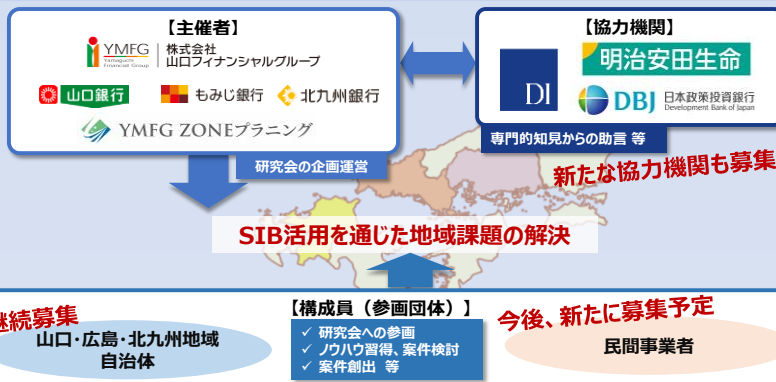 【主催者】
YMFG
Yamaguchi
Financial Group
株式会社
山口フィナンシャルグループ
山口銀行
もみじ銀行
北九州銀行
YMFG ZONEプラニング
研究会の企画運営
【協力機関】
DI
明治安田生命
DBJ
日本政策投資銀行
Development Bank of Japan
専門的知見からの助言 等
新たな協力機関も募集
SIB活用を通じた地域課題の解決
継続募集
山口・広島・北九州地域
自治体
【構成員（参画団体）】
✓ 研究会への参画
✓ ノウハウ習得、案件検討
✓ 案件創出 等
今後、新たに募集予定
民間事業者